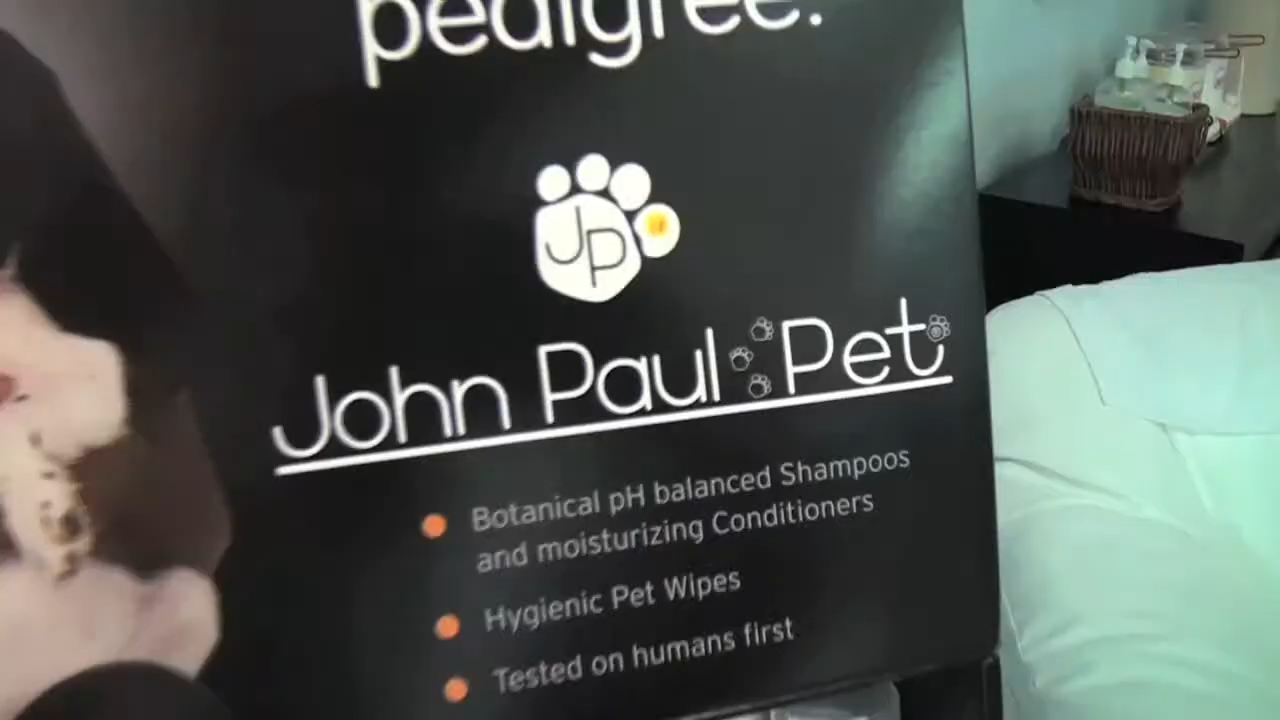 pedigree.
JP
John Paul Pet
Botanical pH balanced Shampoos
and moisturizing Conditioners
Hygienic Pet Wipes
Tested on humans first